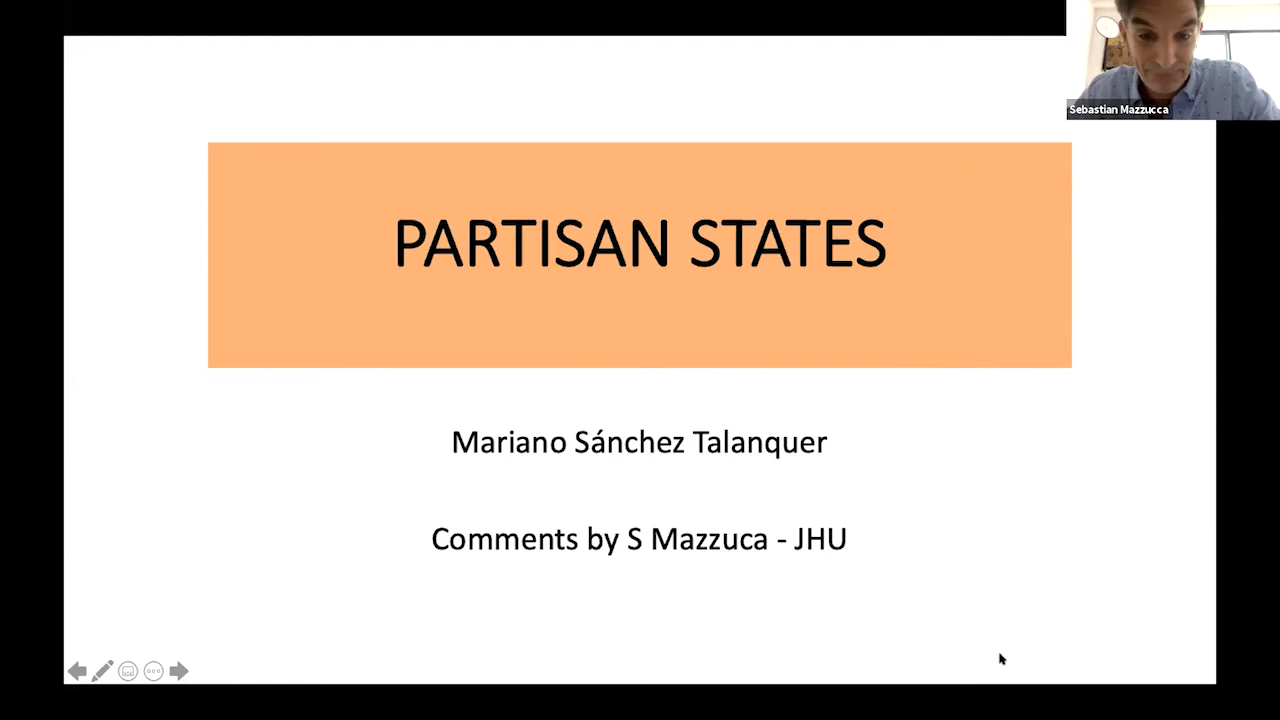 Sebastian Mazzucca
PARTISAN STATES
Mariano Sánchez Talanquer
Comments by S Mazzuca - JHU